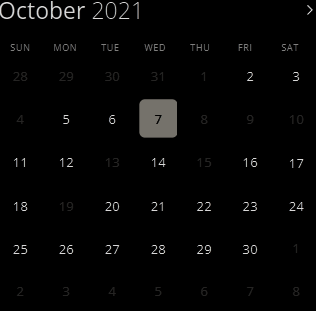 October 2021
SUN MON TUE WED THU FRI SAT
28 29 30 31 1 2 3
4 5 6 7 8 9 10
11 12 13 14 15 16 17
18 19 20 21 22 23 24
25 26 27 28 29 30 1
2 3 4 5 6 7 8